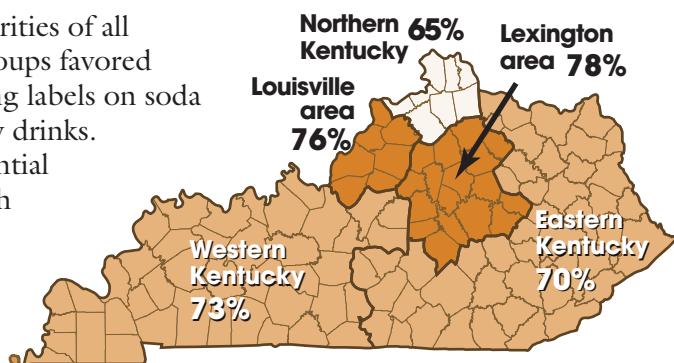 rities of all
oups favored
g labels on soda
drinks.
ntial
h
Northern
Kentucky 65%
Lexington
area 78%
Louisville
area
76%
Western
Kentucky
73%
Eastern
Kentucky
70%